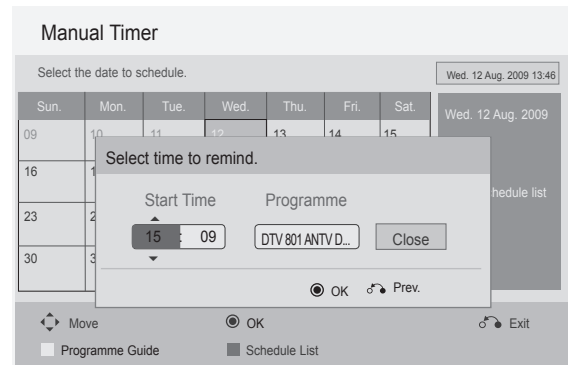 Manual Timer
Select the date to schedule.
Wed. 12 Aug. 2009 13:46
Sun. Mon. Tue. Wed. Thu. Fri. Sat.
Wed. 12 Aug. 2009
09 10 11 12 13 14 15
Select time to remind.
16
Start Time Programme
23
15 : 09 DTV 801 ANTV D... Close
30
OK Prev.
Move OK Exit
Programme Guide Schedule List